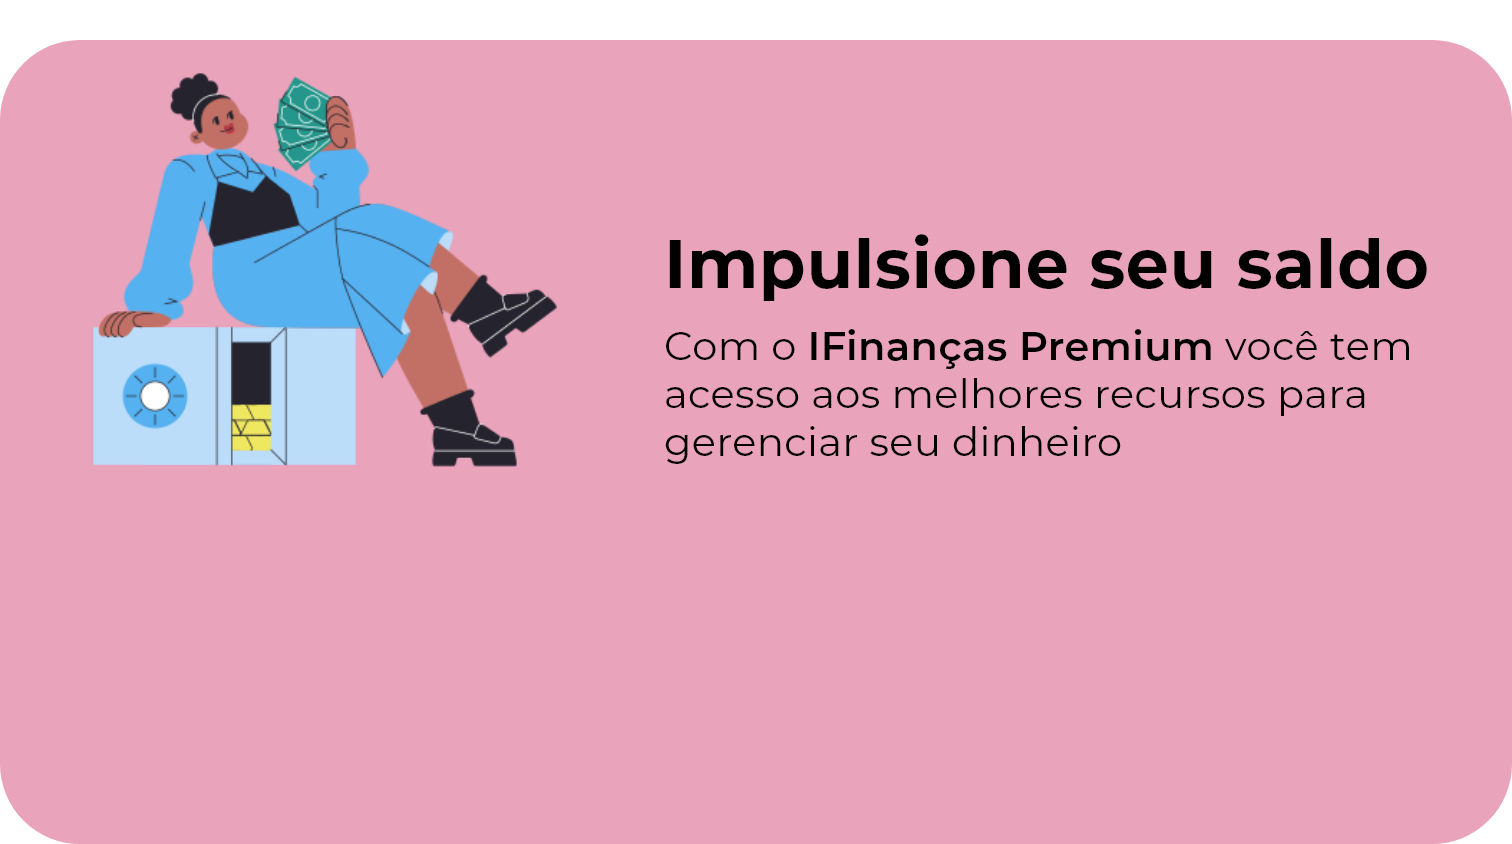 Impulsione seu saldo
Com o IFinanças Premium você tem
acesso aos melhores recursos para
gerenciar seu dinheiro